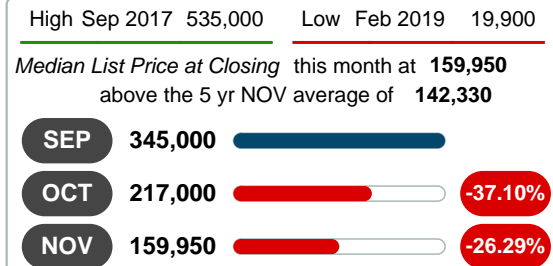 High Sep 2017 535,000 Low Feb 2019 19,900
Median List Price at Closing this month at 159,950
above the 5 yr NOV average of 142,330
SEP 345,000
OCT 217,000 -37.10%
NOV 159,950 -26.29%